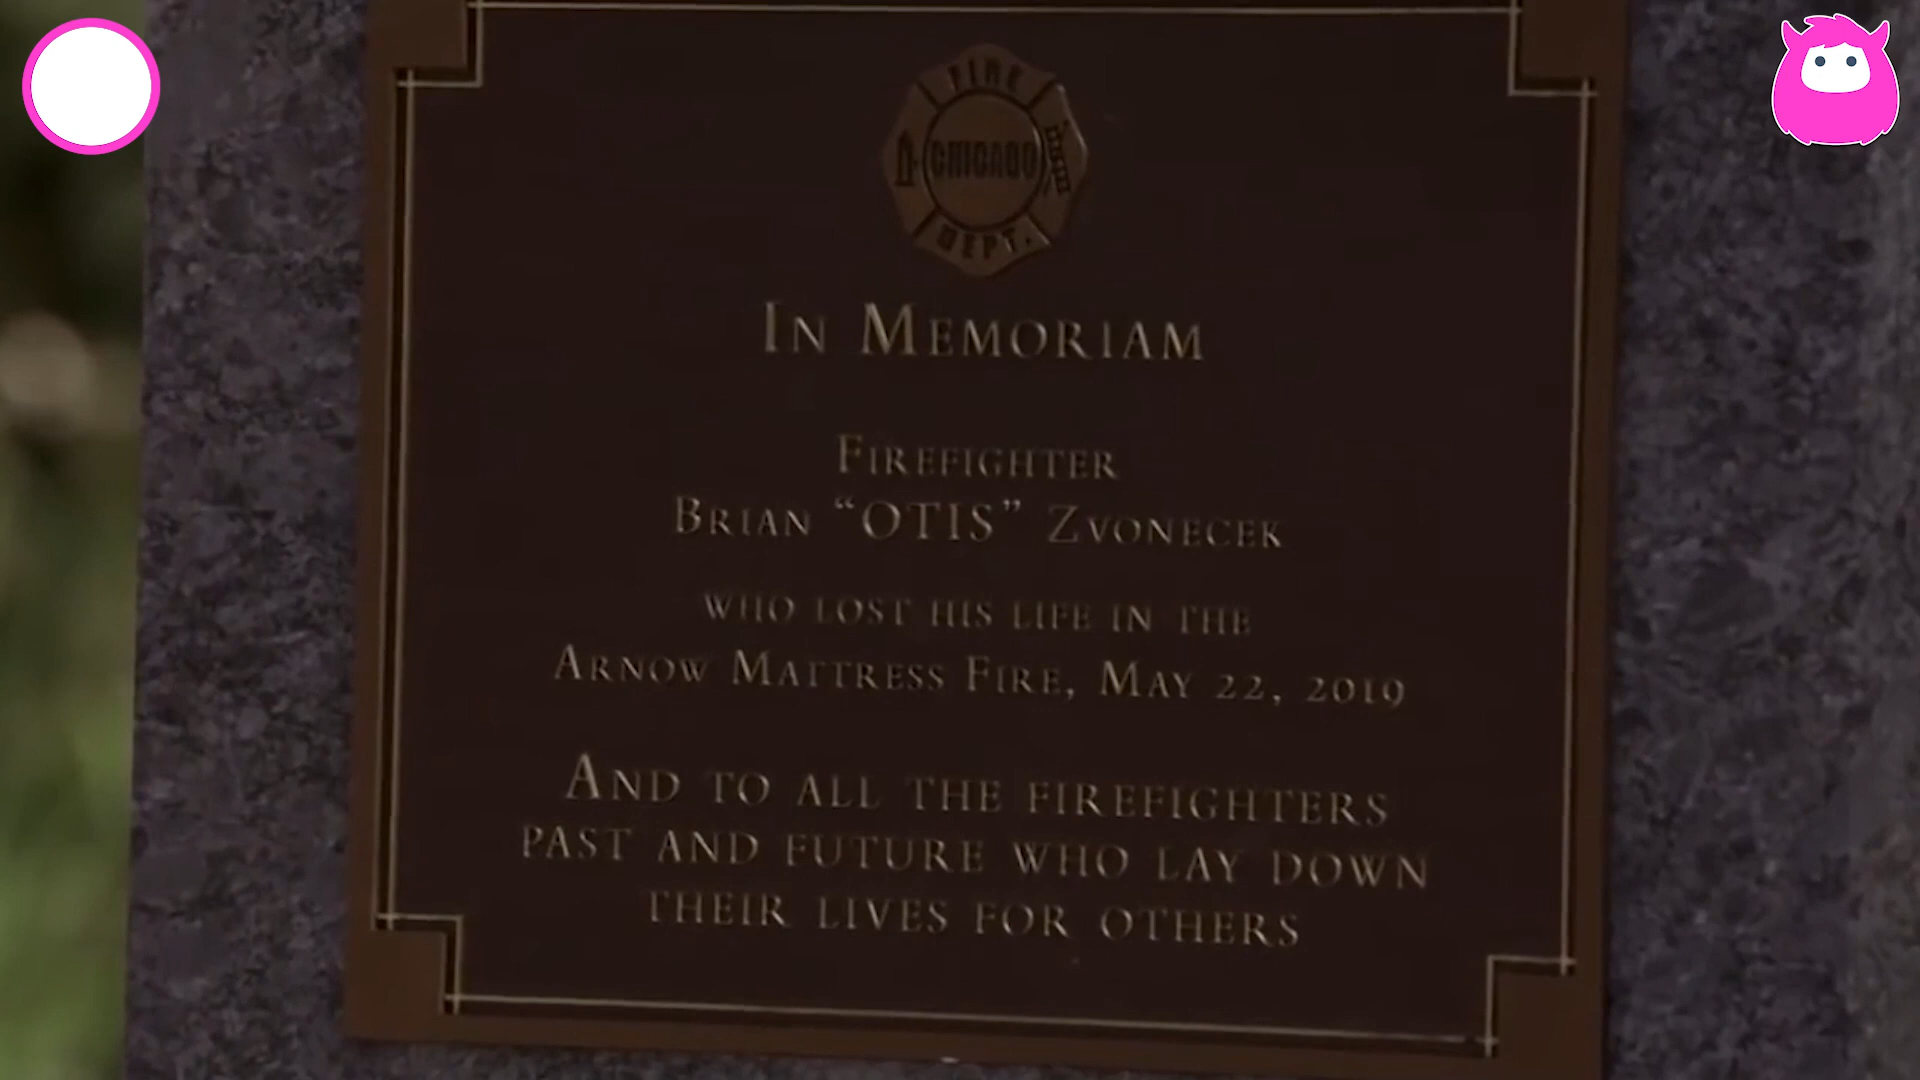 FIRE
CHICAGO
DEPT.
IN MEMORIAM
FIREFIGHTER
BRIAN “OTIS” ZVONECEK
WHO LOST HIS LIFE IN THE
ARNOW MATTRESS FIRE, MAY 22, 2019
AND TO ALL THE FIREFIGHTERS
PAST AND FUTURE WHO LAY DOWN
THEIR LIVES FOR OTHERS